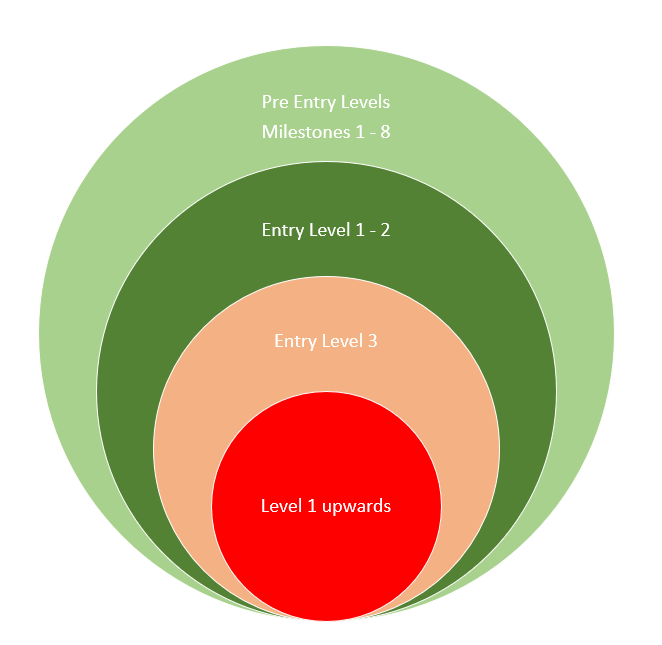 Pre Entry Levels
Milestones 1 - 8
Entry Level 1 - 2
Entry Level 3
Level 1 upwards